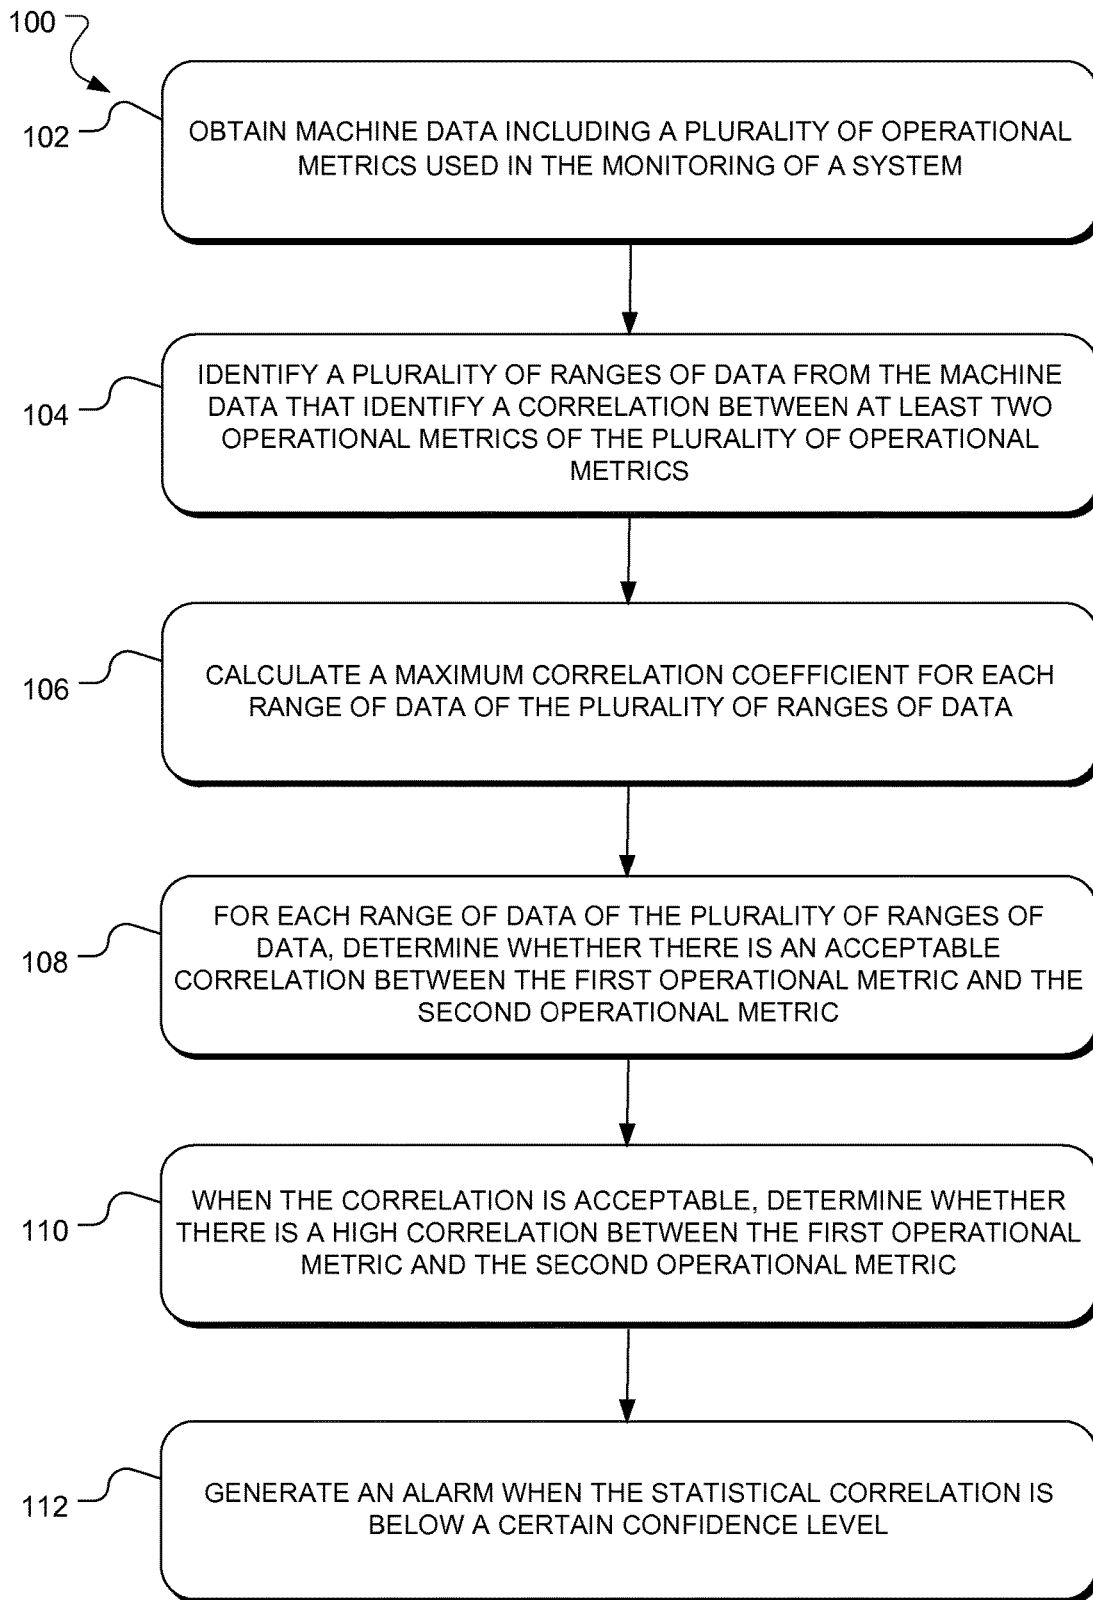 100
102
OBTAIN MACHINE DATA INCLUDING A PLURALITY OF OPERATIONAL
METRICS USED IN THE MONITORING OF A SYSTEM
104
IDENTIFY A PLURALITY OF RANGES OF DATA FROM THE MACHINE
DATA THAT IDENTIFY A CORRELATION BETWEEN AT LEAST TWO
OPERATIONAL METRICS OF THE PLURALITY OF OPERATIONAL
METRICS
106
CALCULATE A MAXIMUM CORRELATION COEFFICIENT FOR EACH
RANGE OF DATA OF THE PLURALITY OF RANGES OF DATA
108
FOR EACH RANGE OF DATA OF THE PLURALITY OF RANGES OF
DATA, DETERMINE WHETHER THERE IS AN ACCEPTABLE
CORRELATION BETWEEN THE FIRST OPERATIONAL METRIC AND THE
SECOND OPERATIONAL METRIC
110
WHEN THE CORRELATION IS ACCEPTABLE, DETERMINE WHETHER
THERE IS A HIGH CORRELATION BETWEEN THE FIRST OPERATIONAL
METRIC AND THE SECOND OPERATIONAL METRIC
112
GENERATE AN ALARM WHEN THE STATISTICAL CORRELATION IS
BELOW A CERTAIN CONFIDENCE LEVEL